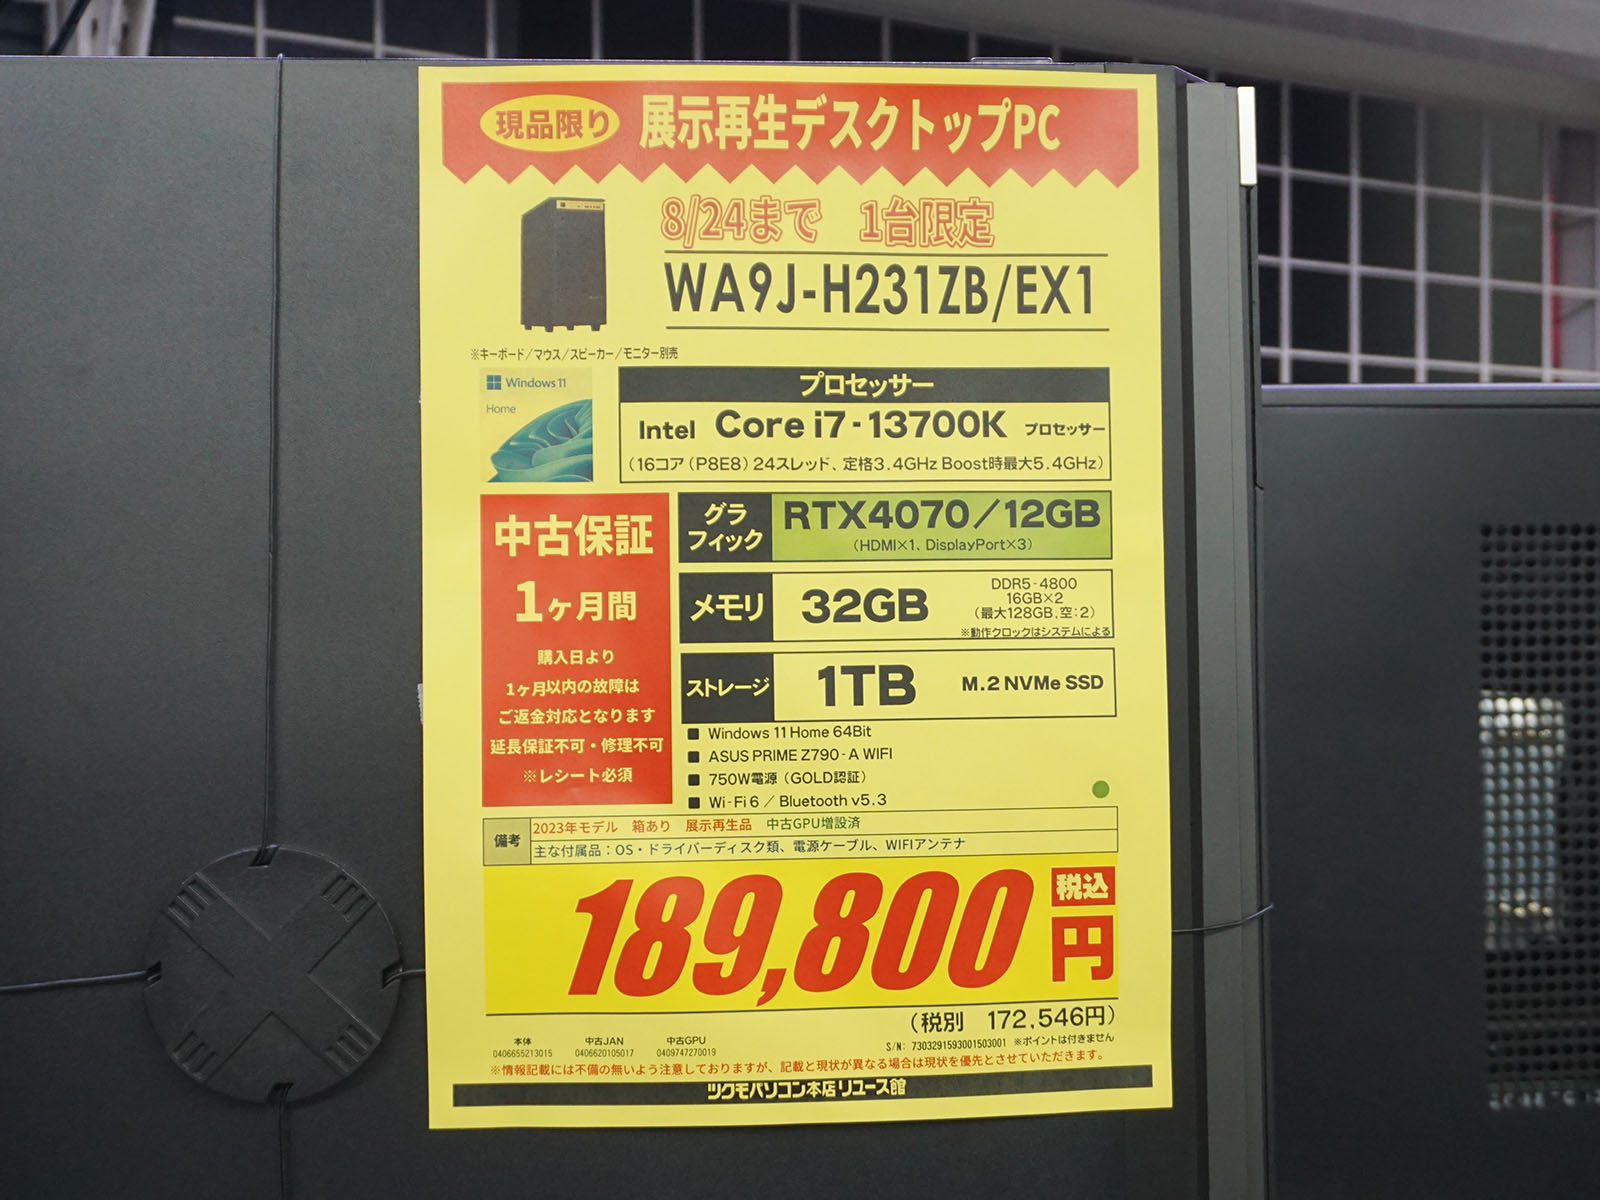 現品限り 展示再生デスクトップPC
8/24まで 1台限定
WA9J-H231ZB/EX1
※キーボード/マウス/スピーカー/モニター別売
Windows 11
Home
プロセッサー
Intel Core i7-13700K プロセッサー
(16コア(P8E8)24スレッド、定格3.4GHz Boost時最大5.4GHz)
中古保証
1ヶ月間
購入日より
1ヶ月以内の故障は
ご返金対応となります
延長保証不可・修理不可
※レシート必須
グラフィック
RTX4070/12GB
(HDMI×1、DisplayPort×3)
メモリ 32GB
DDR5-4800
16GB×2
(最大128GB,空:2)
※動作クロックはシステムによる
ストレージ 1TB M.2 NVMe SSD
■ Windows 11 Home 64Bit
■ ASUS PRIME Z790-A WIFI
■ 750W電源(GOLD認証)
■ Wi-Fi 6 / Bluetooth v5.3
備考
2023年モデル 箱あり 展示再生品 中古GPU増設済
主な付属品:OS・ドライバーディスク類、電源ケーブル、WIFIアンテナ
189,800円 税込
(税別 172,546円)
本体 中古JAN 中古GPU
0406655213015 0406620105017 0409747270019
S/N: 7303291593001503001 ※ポイントは付きません
※情報記載には不備の無いよう注意しておりますが、記載と現状が異なる場合は現状を優先とさせていただきます。
ツクモパソコン本店リユース館